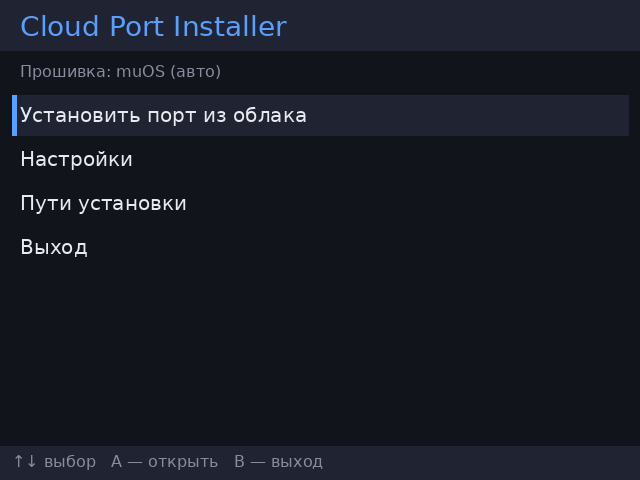 Cloud Port Installer
Прошивка: muOS (авто)
Установить порт из облака
Настройки
Пути установки
Выход
↑↓ выбор A — открыть B — выход